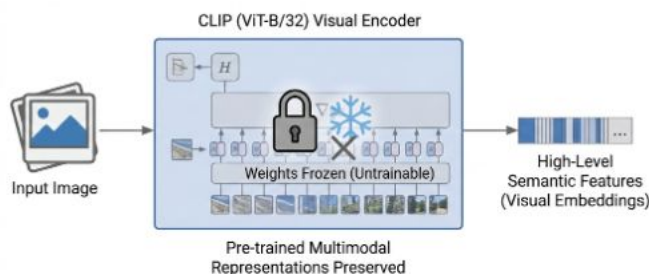 CLIP (ViT-B/32) Visual Encoder
H
Weights Frozen (Untrainable)
Input Image
...
High-Level
Semantic Features
(Visual Embeddings)
Pre-trained Multimodal
Representations Preserved